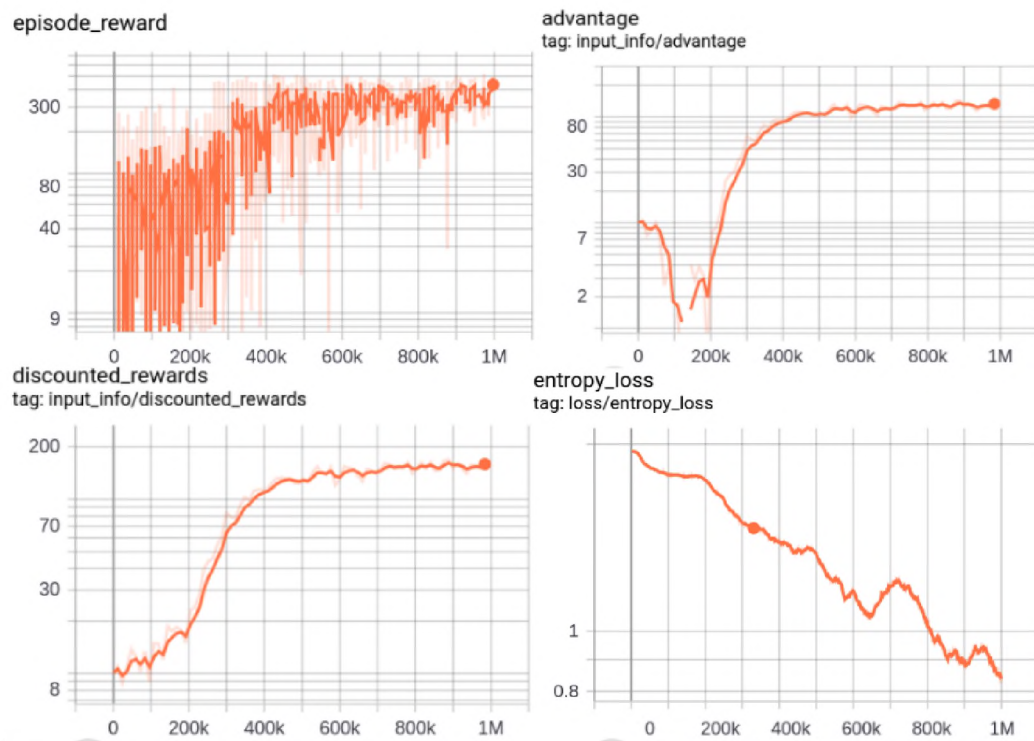 episode_reward
300
80
40
9
0 200k 400k 600k 800k 1M
advantage
tag: input_info/advantage
80
30
7
2
0 200k 400k 600k 800k 1M
discounted_rewards
tag: input_info/discounted_rewards
200
70
30
8
0 200k 400k 600k 800k 1M
entropy_loss
tag: loss/entropy_loss
1
0.8
0 200k 400k 600k 800k 1M